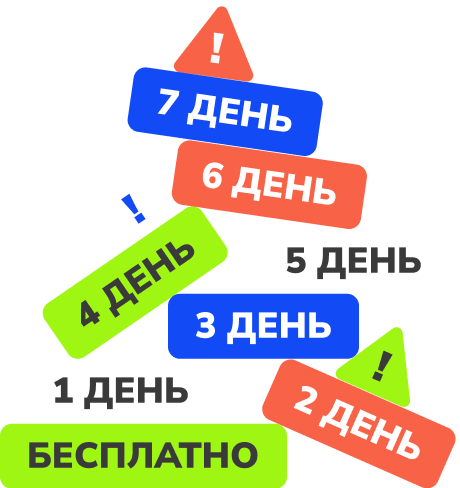 !
7 ДЕНЬ
6 ДЕНЬ
!
4 ДЕНЬ
5 ДЕНЬ
3 ДЕНЬ
!
1 ДЕНЬ
2 ДЕНЬ
БЕСПЛАТНО